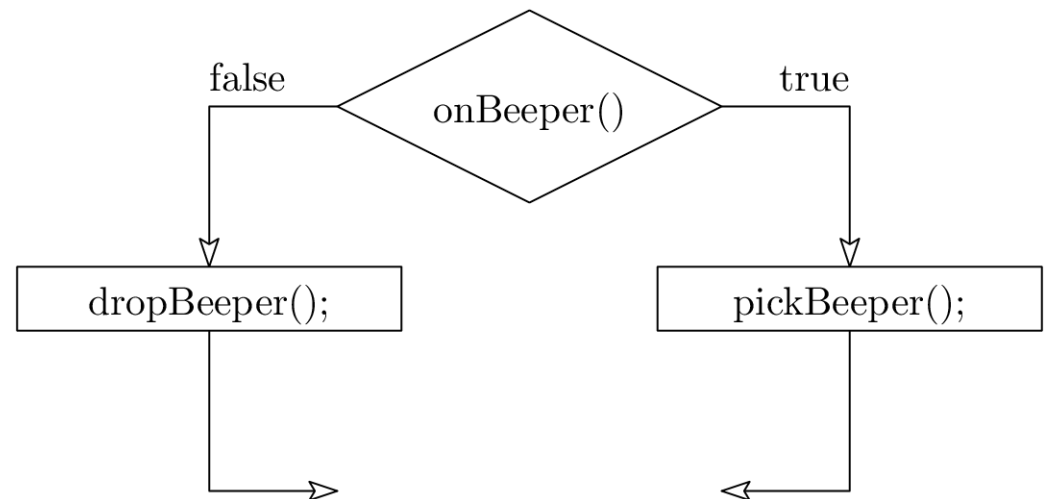 false
true
onBeeper()
dropBeeper();
pickBeeper();